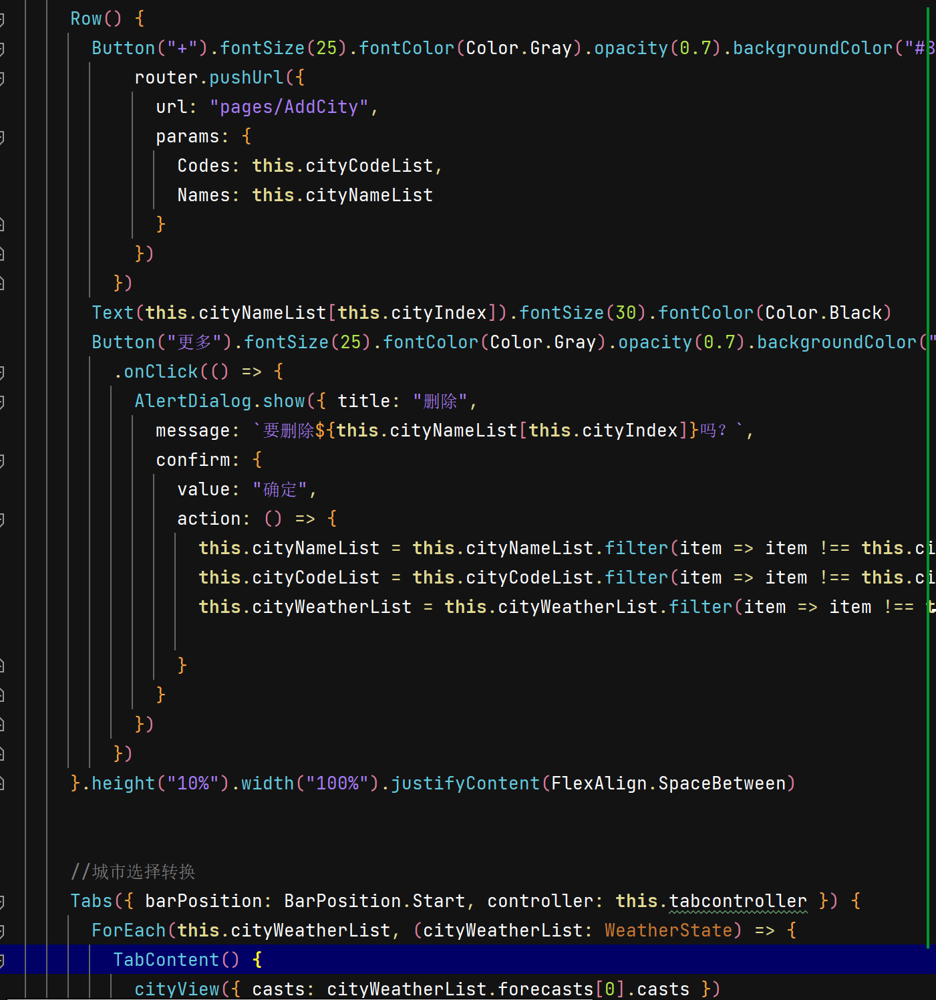 Row() {
Button("+").fontSize(25).fontColor(Color.Gray).opacity(0.7).backgroundColor("#
router.pushUrl({
url: "pages/AddCity",
params: {
Codes: this.cityCodeList,
Names: this.cityNameList
}
})
})
Text(this.cityNameList[this.cityIndex]).fontSize(30).fontColor(Color.Black)
Button("更多").fontSize(25).fontColor(Color.Gray).opacity(0.7).backgroundColor("
.onClick(() => {
AlertDialog.show({ title: "删除",
message: `要删除${this.cityNameList[this.cityIndex]}吗？`,
confirm: {
value: "确定",
action: () => {
this.cityNameList = this.cityNameList.filter(item => item !== this.ci
this.cityCodeList = this.cityCodeList.filter(item => item !== this.ci
this.cityWeatherList = this.cityWeatherList.filter(item => item !== t
}
}
})
})
}.height("10%").width("100%").justifyContent(FlexAlign.SpaceBetween)
//城市选择转换
Tabs({ barPosition: BarPosition.Start, controller: this.tabcontroller }) {
ForEach(this.cityWeatherList, (cityWeatherList: WeatherState) => {
TabContent() {
cityView({ casts: cityWeatherList.forecasts[0].casts })